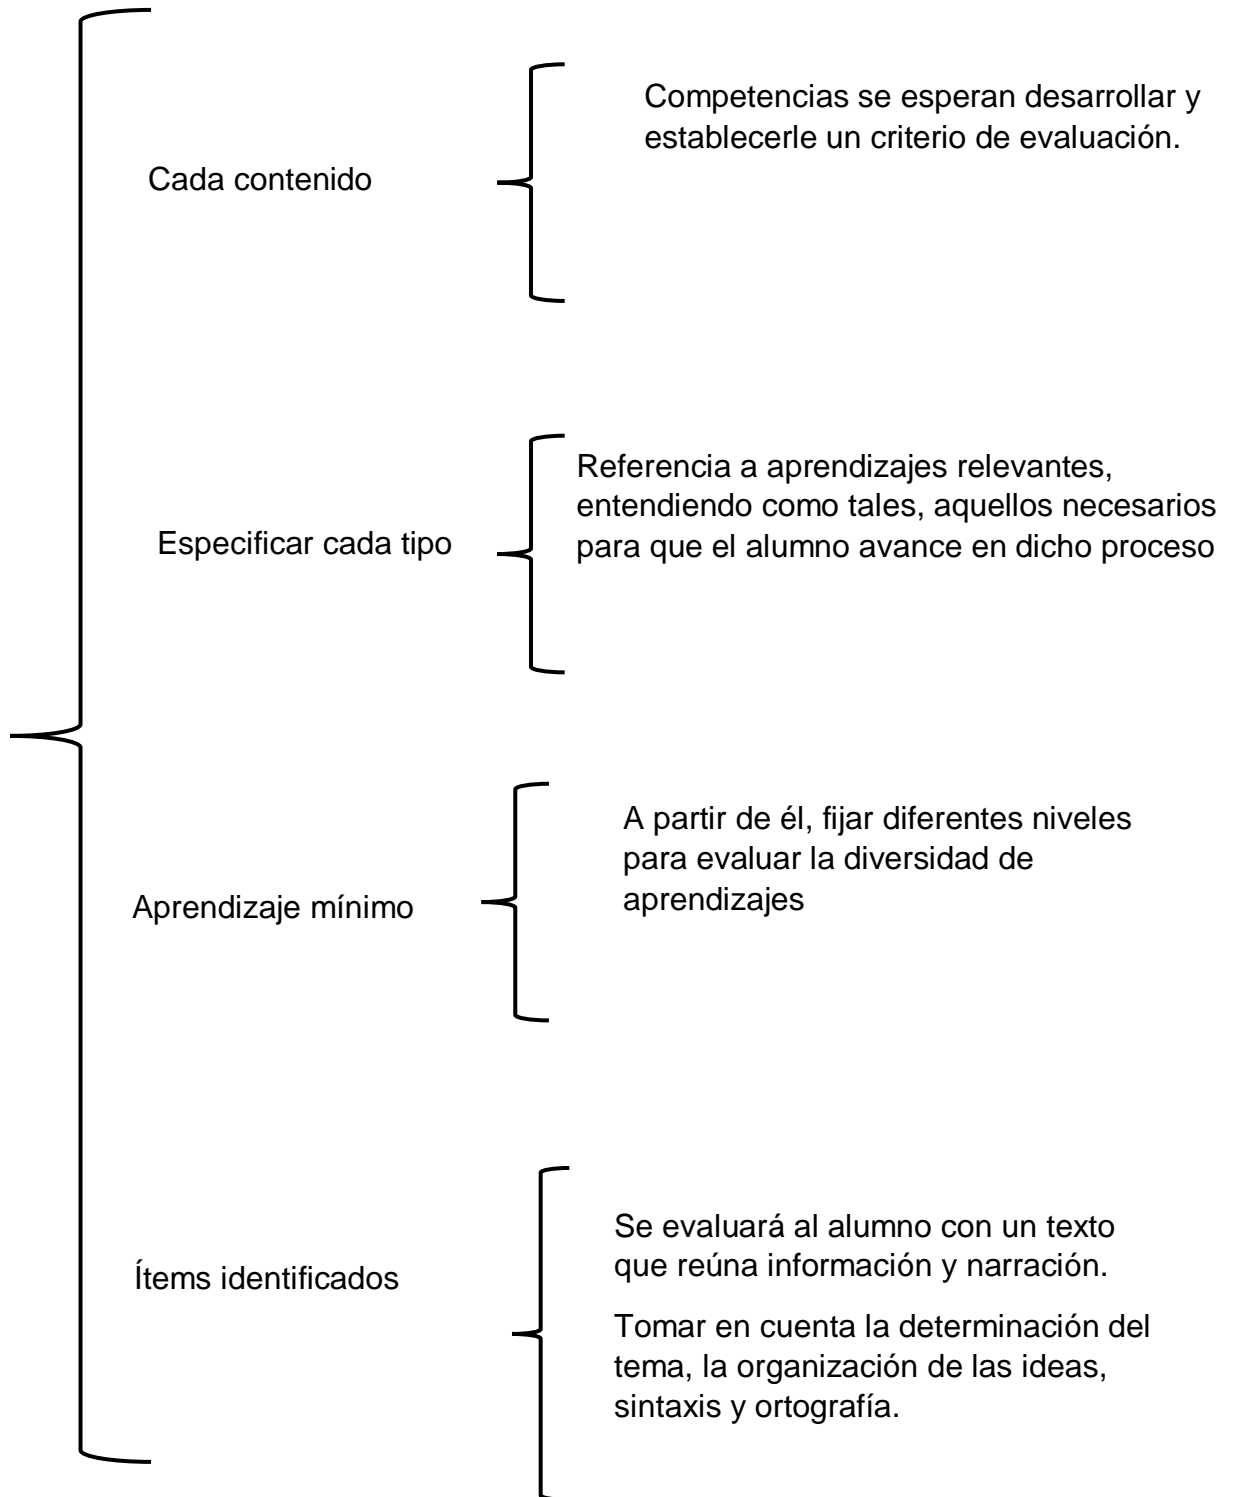 Cada contenido
Competencias se esperan desarrollar y
establecerle un criterio de evaluación.
Especificar cada tipo
Referencia a aprendizajes relevantes,
entendiendo como tales, aquellos necesarios
para que el alumno avance en dicho proceso
Aprendizaje mínimo
A partir de él, fijar diferentes niveles
para evaluar la diversidad de
aprendizajes
Ítems identificados
Se evaluará al alumno con un texto
que reúna información y narración.
Tomar en cuenta la determinación del
tema, la organización de las ideas,
sintaxis y ortografía.